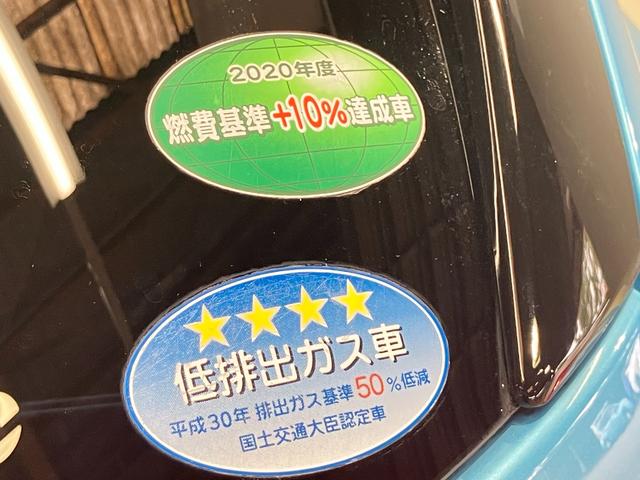 2020年度
燃費基準+10%達成車
低排出ガス車
平成30年 排出ガス基準50%低減
国土交通大臣認定車